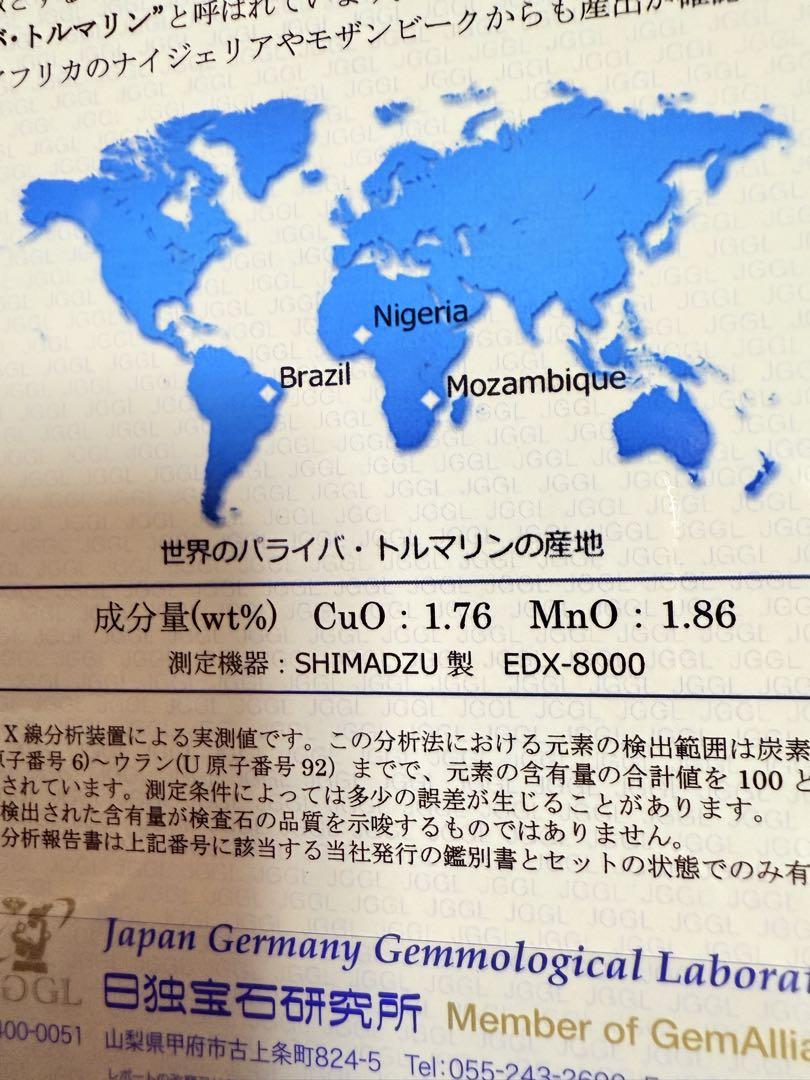 バ・トルマリン”と呼ばれてい
アフリカのナイジェリアやモザンビークからも産出が確認
Nigeria
Brazil
Mozambique
世界のパライバ・トルマリンの産地
成分量(wt%) CuO：1.76 MnO：1.86
測定機器：SHIMADZU 製 EDX-8000
X 線分析装置による実測値です。この分析法における元素の検出範囲は炭素
原子番号 6)～ウラン(U 原子番号 92) までで、元素の含有量の合計値を 100 と
されています。測定条件によっては多少の誤差が生じることがあります。
検出された含有量が検査石の品質を示唆するものではありません。
分析報告書は上記番号に該当する当社発行の鑑別書とセットの状態でのみ有
Japan Germany Gemmological Laborat
JGGL
日独宝石研究所 Member of GemAllia
400-0051 山梨県甲府市古上条町824-5 Tel:055-243-2600